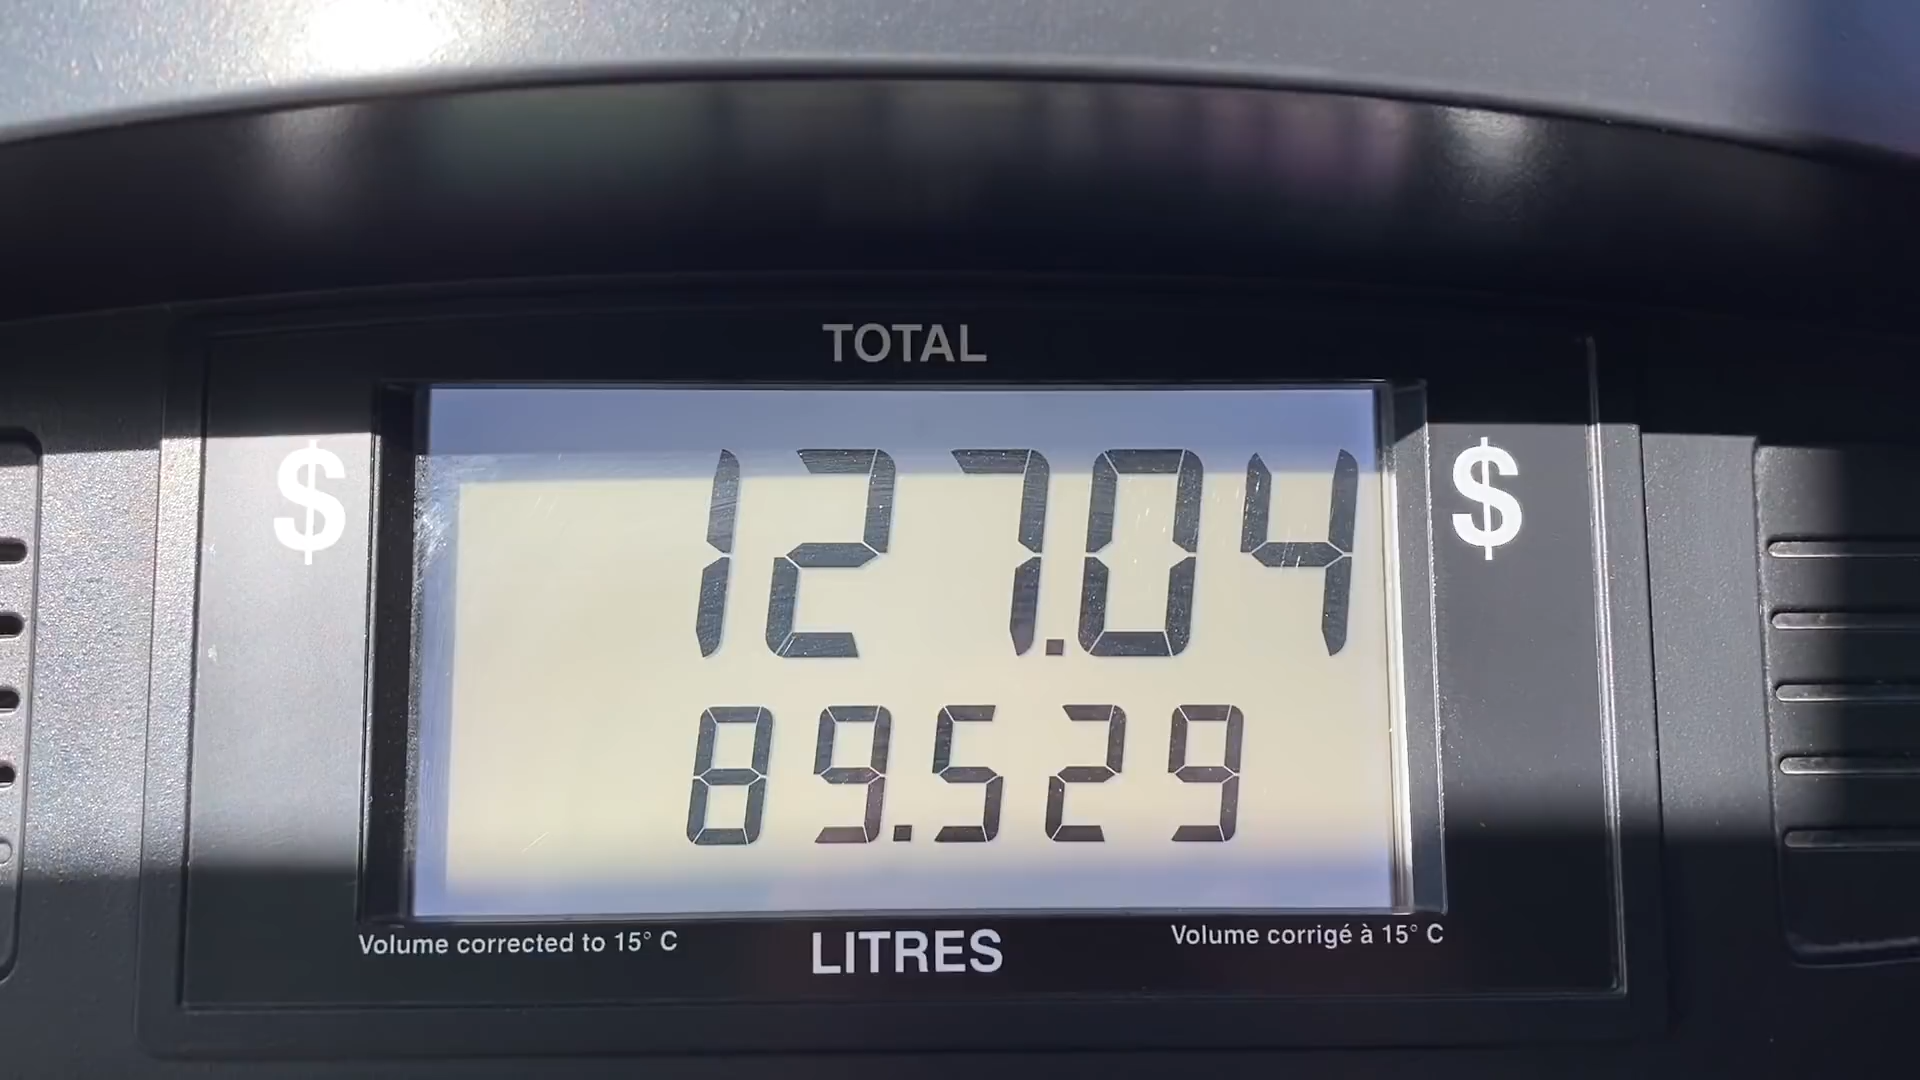 TOTAL
$ 127.04 $
89.529
Volume corrected to 15° C LITRES Volume corrigé à 15° C